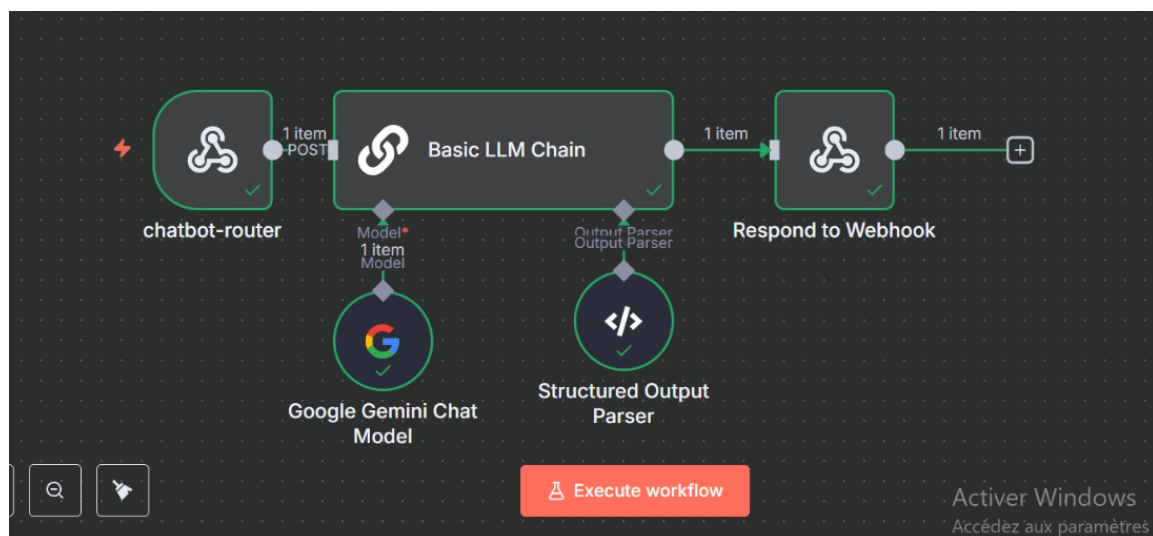 1 item
POST
Basic LLM Chain
1 item
1 item
chatbot-router
Model*
1 item
Model
Output Parser
Output Parser
Respond to Webhook
Google Gemini Chat
Model
Structured Output
Parser
Execute workflow
Activer Windows
Accédez aux paramètres